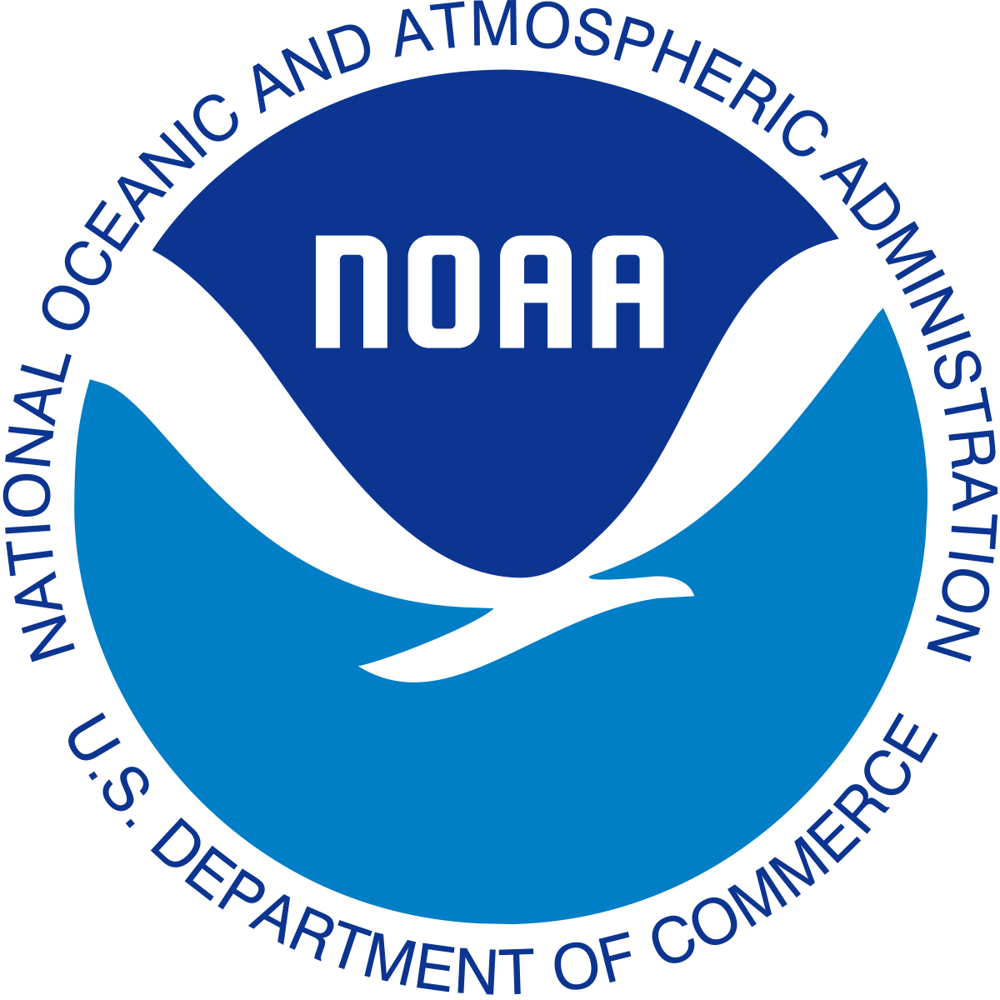 NATIONAL OCEANIC AND ATMOSPHERIC ADMINISTRATION
NOAA
U.S. DEPARTMENT OF COMMERCE